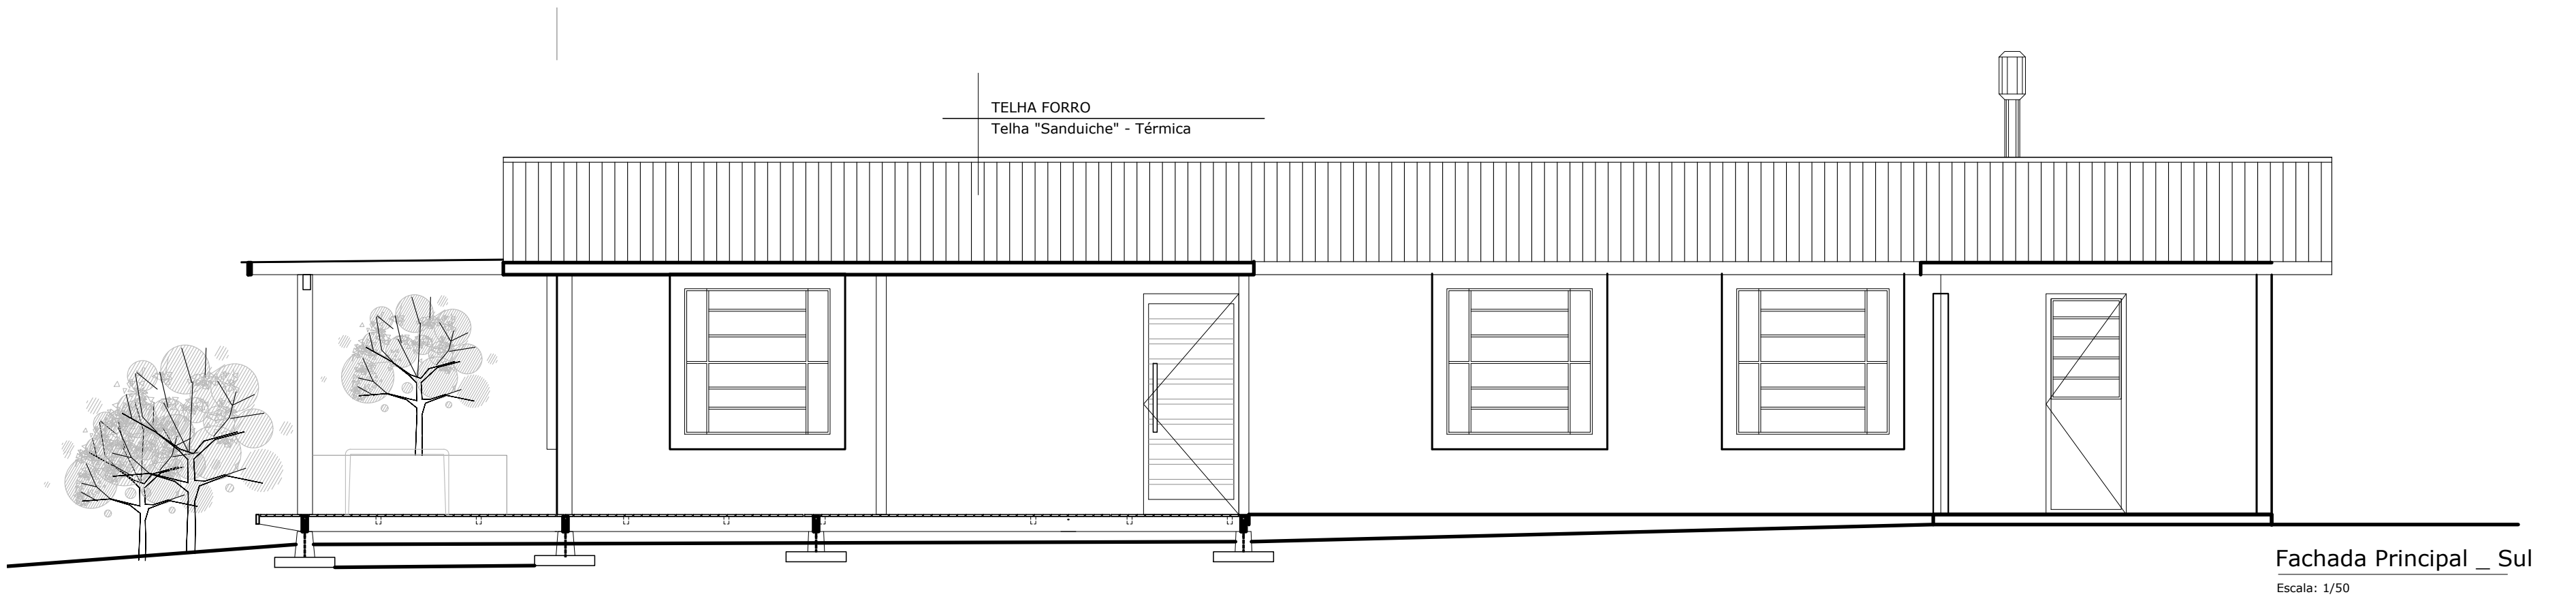 TELHA FORRO
Telha "Sanduiche" - Térmica
Fachada Principal _ Sul
Escala: 1/50